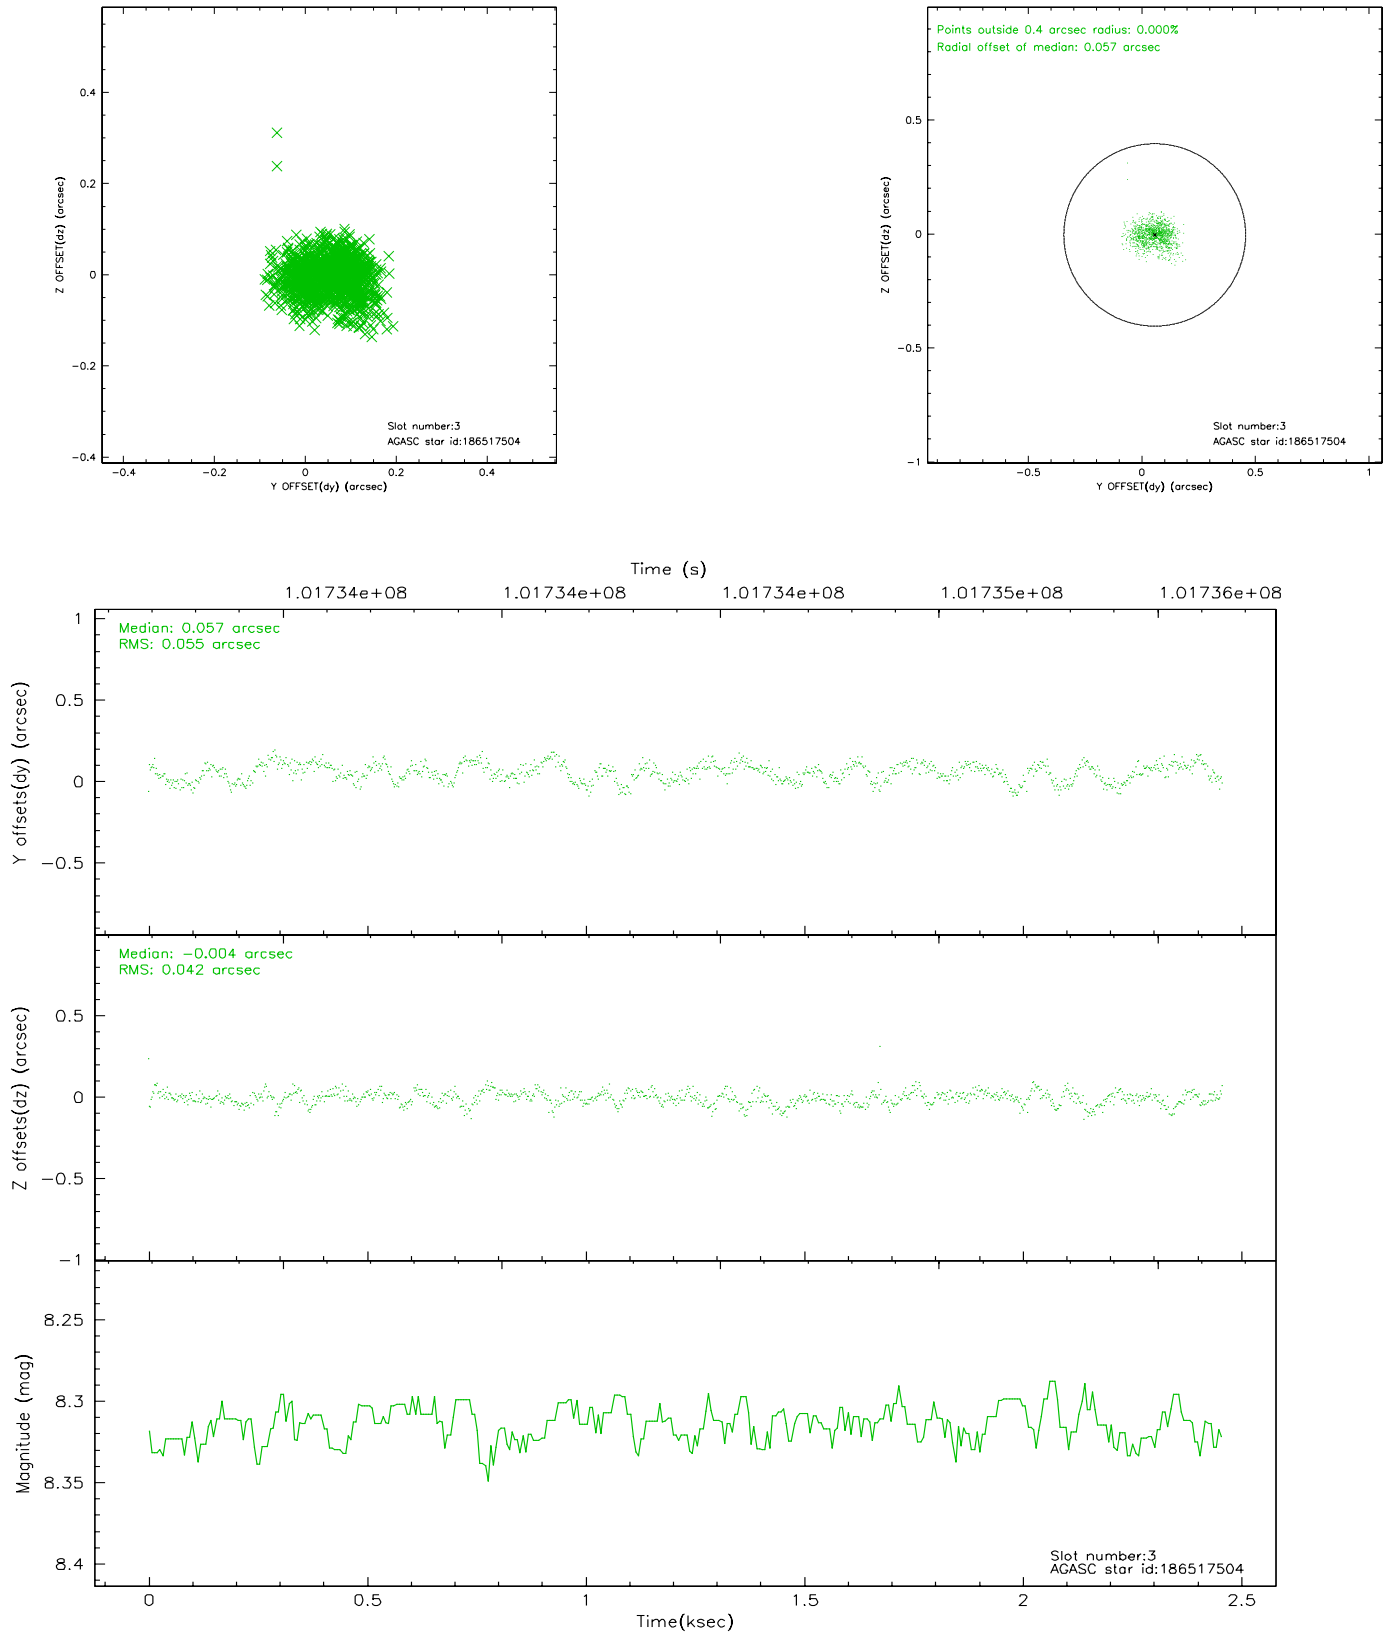 Points outside 0.4 arcsec radius: 0.000%
Radial offset of median: 0.057 arcsec
0.4
0.2
0
−0.2
−0.4
Z OFFSET(dz) (arcsec)
Slot number:3
AGASC star id:186517504
−0.4 −0.2 0 0.2 0.4
Y OFFSET(dy) (arcsec)
0.5
0
−0.5
−1
Z OFFSET(dz) (arcsec)
Slot number:3
AGASC star id:186517504
−0.5 0 0.5 1
Y OFFSET(dy) (arcsec)
Time (s)
1.01734e+08 1.01734e+08 1.01734e+08 1.01735e+08 1.01736e+08
Median: 0.057 arcsec
RMS: 0.055 arcsec
1
0.5
0
−0.5
Y offsets(dy) (arcsec)
Median: −0.004 arcsec
RMS: 0.042 arcsec
0.5
0
−0.5
−1
Z offsets(dz) (arcsec)
8.25
8.3
8.35
8.4
Magnitude (mag)
Slot number:3
AGASC star id:186517504
0 0.5 1 1.5 2 2.5
Time(ksec)